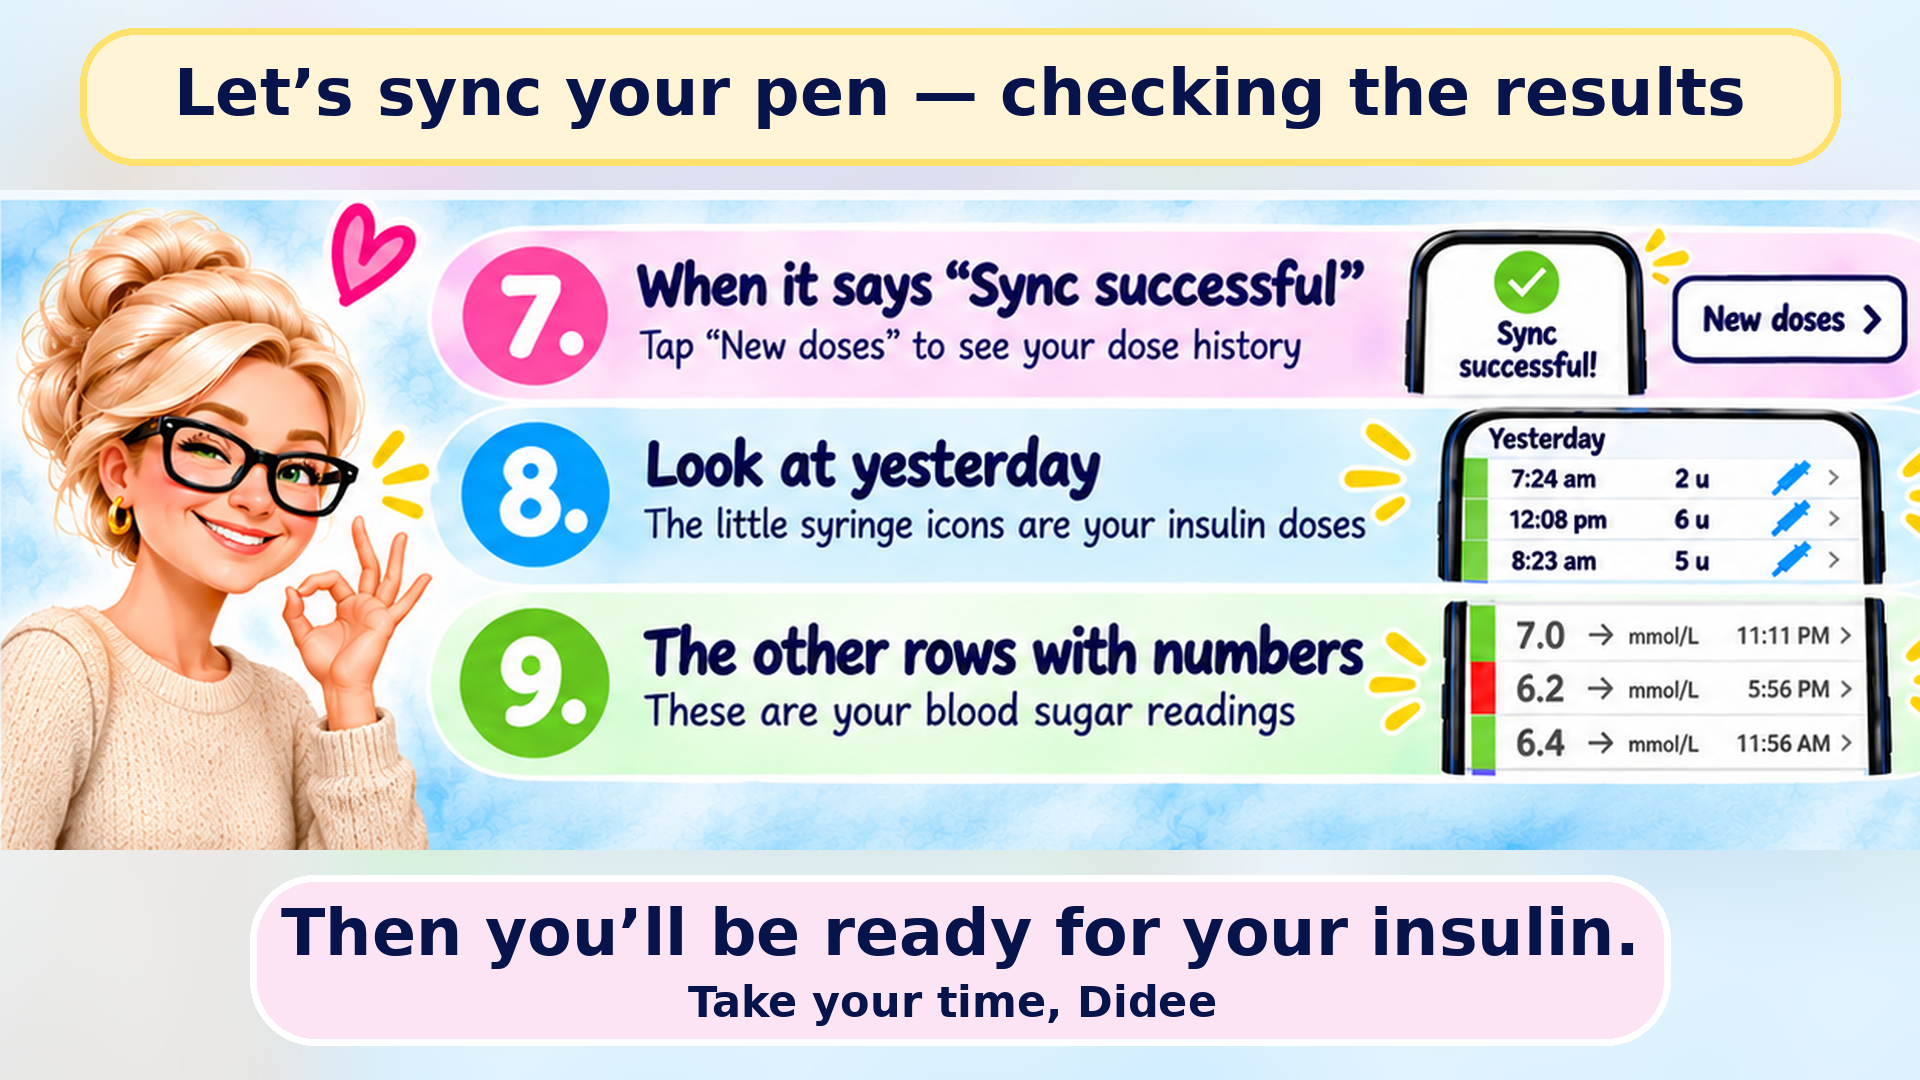 Let’s sync your pen — checking the results
7.
When it says “Sync successful”
Tap “New doses” to see your dose history
Sync
successful!
New doses
8.
Look at yesterday
The little syringe icons are your insulin doses
Yesterday
7:24 am 2 u
12:08 pm 6 u
8:23 am 5 u
9.
The other rows with numbers
These are your blood sugar readings
7.0 → mmol/L 11:11 PM
6.2 → mmol/L 5:56 PM
6.4 → mmol/L 11:56 AM
Then you’ll be ready for your insulin.
Take your time, Didee